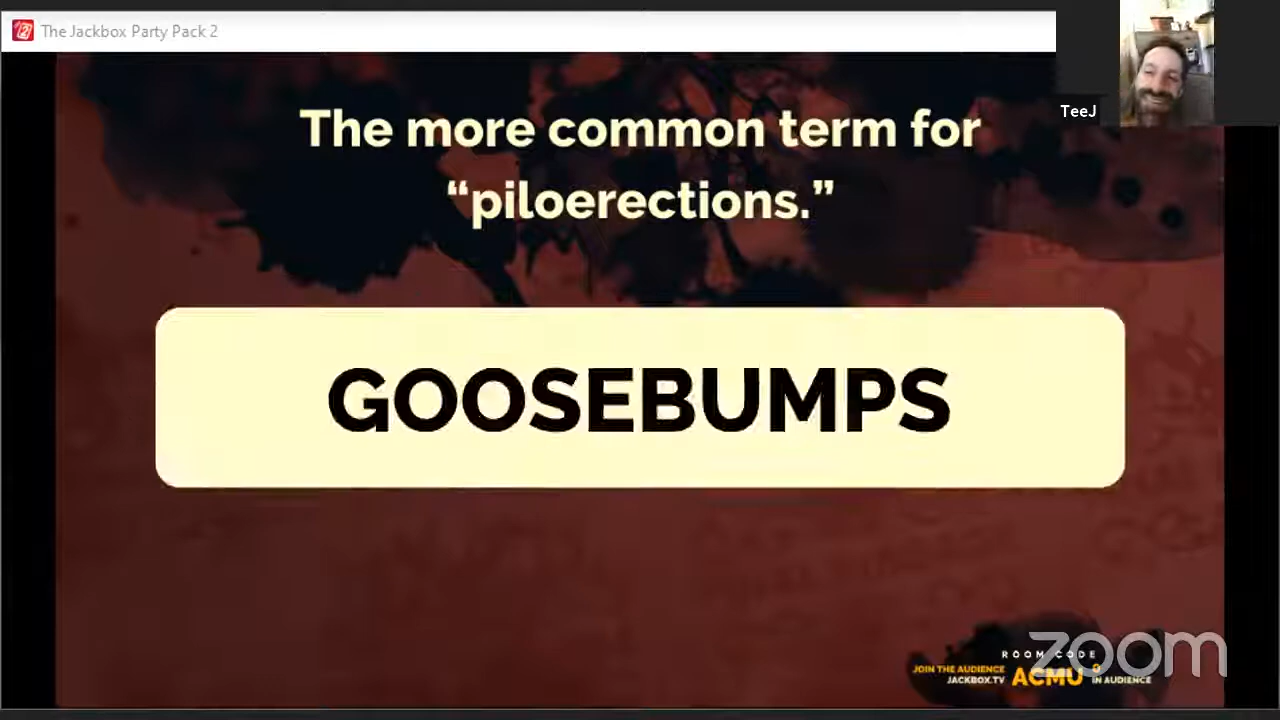 The Jackbox Party Pack 2
TeeJ
The more common term for
“piloerections.”
GOOSEBUMPS
ROOM CODE
JOIN THE AUDIENCE
JACKBOX.TV
ACMU
0
IN AUDIENCE
zoom